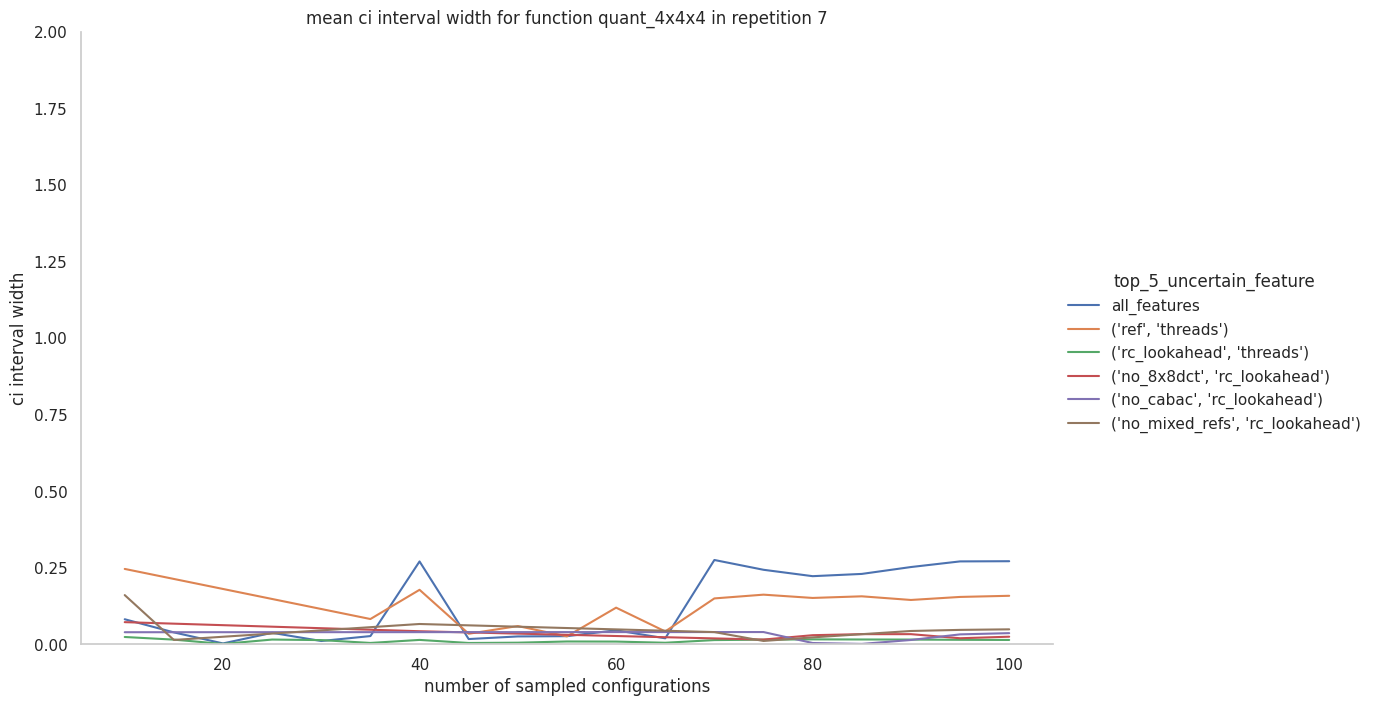 mean ci interval width for function quant_4x4x4 in repetition 7
2.00
1.75
1.50
1.25
1.00
0.75
0.50
0.25
0.00
ci interval width
20
40
60
80
100
number of sampled configurations
top_5_uncertain_feature
all_features
('ref', 'threads')
('rc_lookahead', 'threads')
('no_8x8dct', 'rc_lookahead')
('no_cabac', 'rc_lookahead')
('no_mixed_refs', 'rc_lookahead')